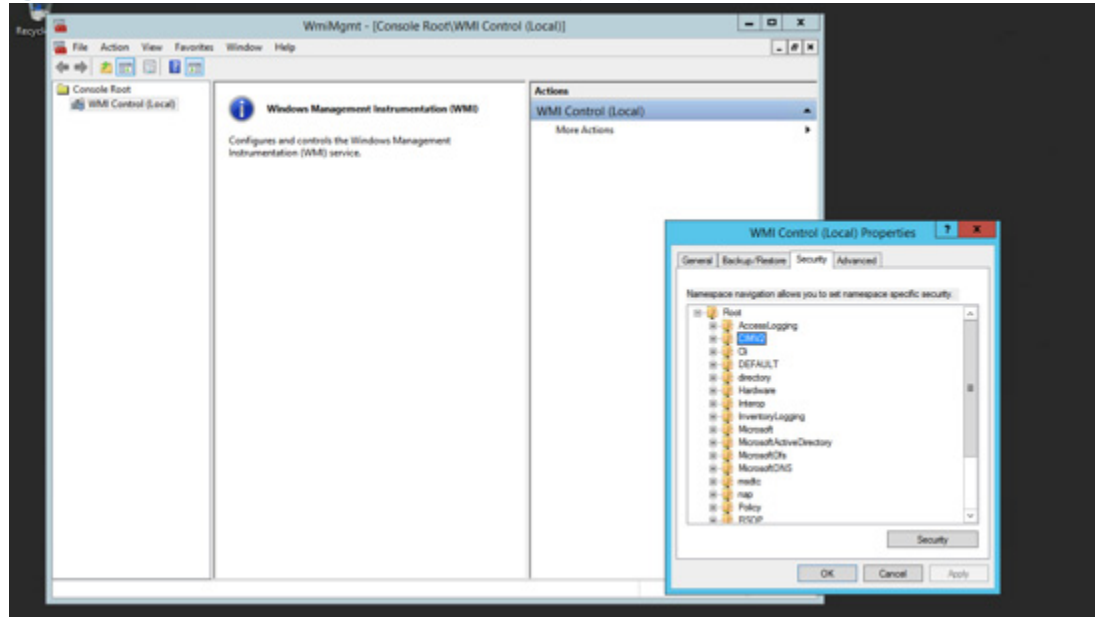 Recycl
WmiMgmt - [Console Root\WMI Control (Local)]
File Action View Favorites Window Help
Console Root
WMI Control (Local)
Windows Management Instrumentation (WMI)
Configures and controls the Windows Management
Instrumentation (WMI) service.
Actions
WMI Control (Local)
More Actions
WMI Control (Local) Properties
General Backup/Restore Security Advanced
Namespace navigation allows you to set namespace specific security.
Root
AccessLogging
CIMV2
Cli
DEFAULT
directory
Hardware
Interop
InventoryLogging
Microsoft
MicrosoftActiveDirectory
MicrosoftDfs
MicrosoftDNS
msdtc
nap
Policy
RSOP
Security
OK Cancel Apply